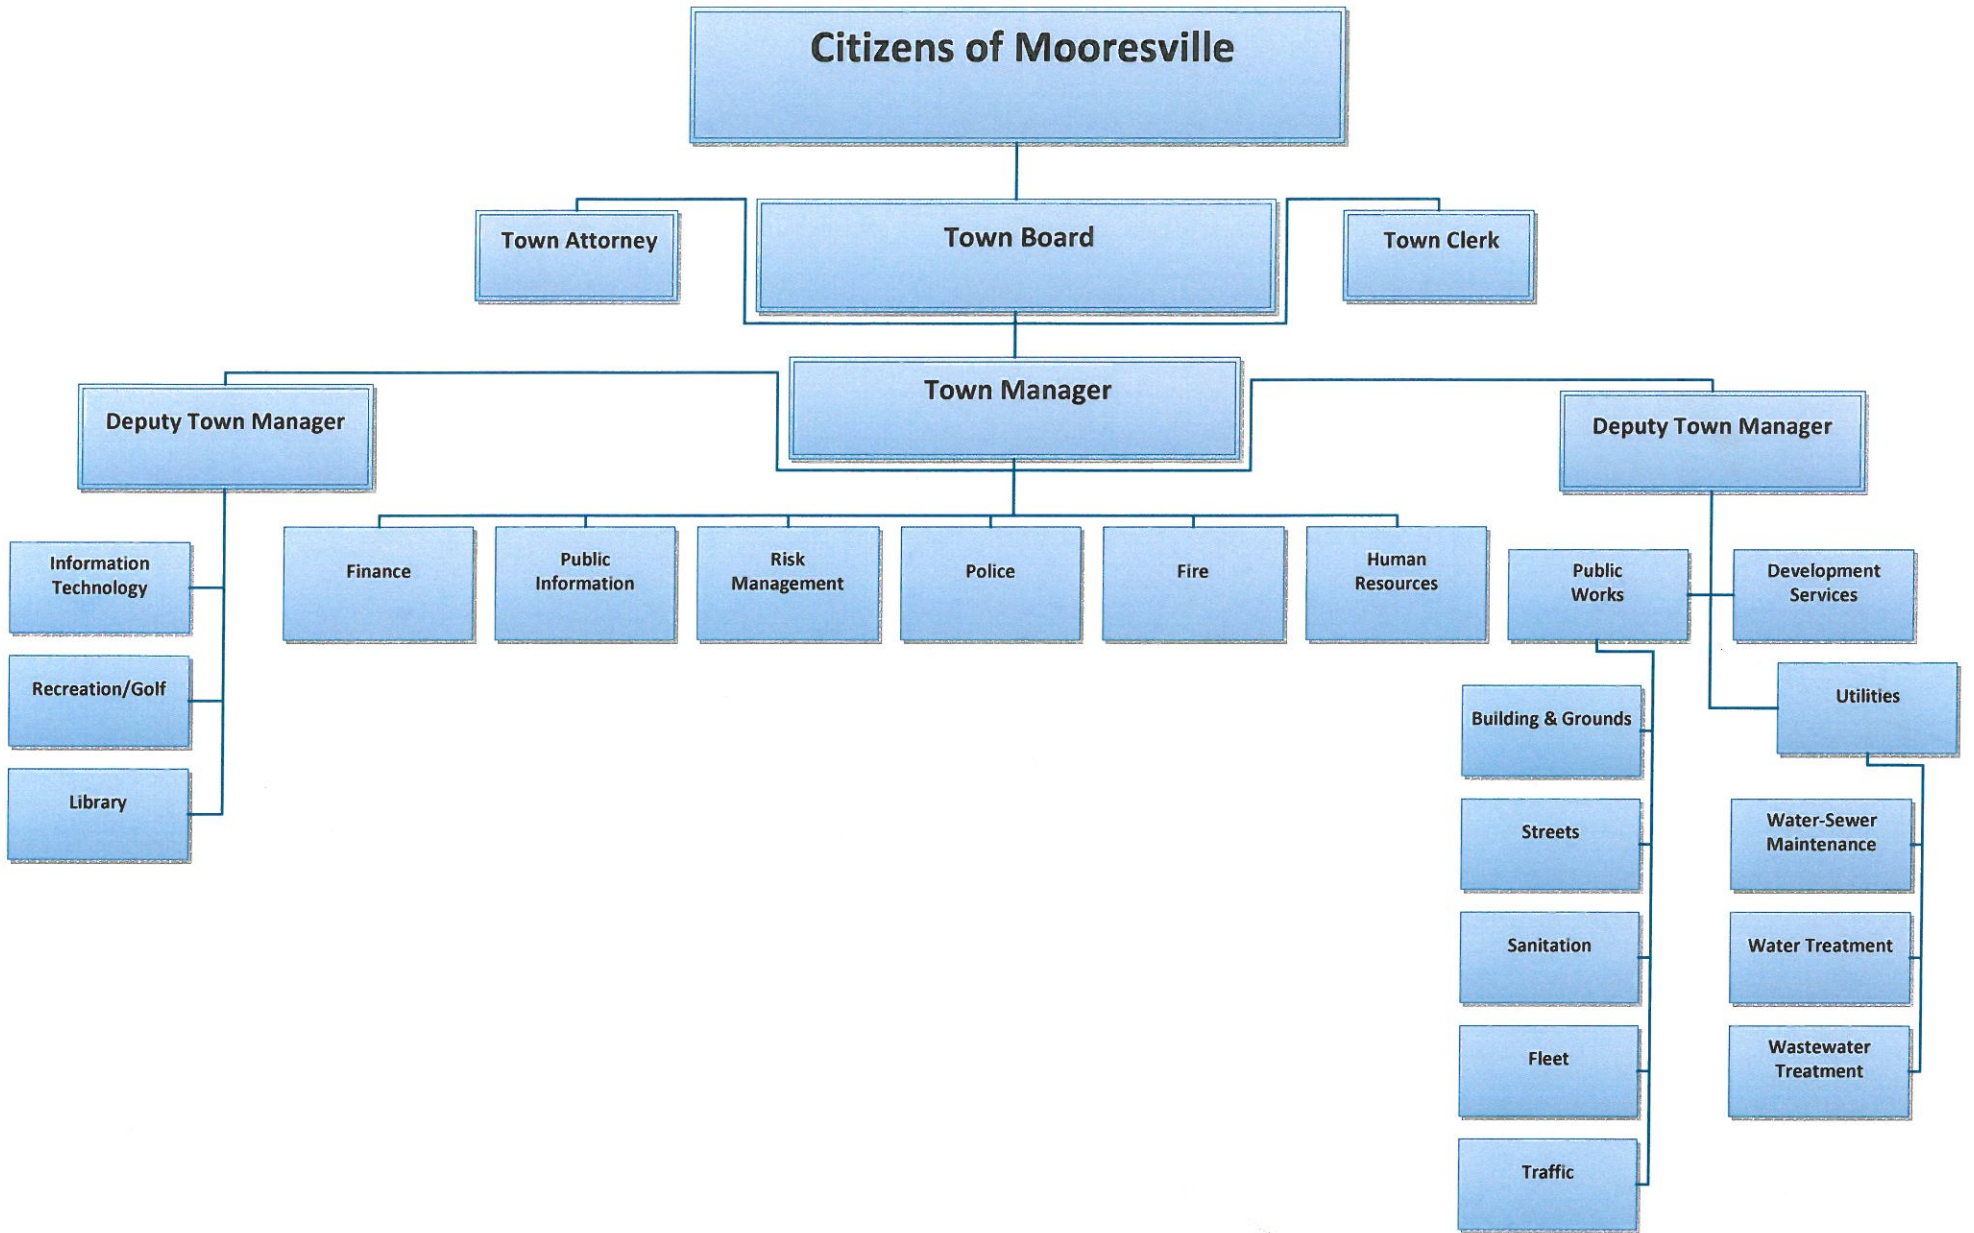 Citizens of Mooresville
Town Attorney
Town Board
Town Clerk
Deputy Town Manager
Town Manager
Deputy Town Manager
Information
Technology
Recreation/Golf
Library
Finance
Public
Information
Risk
Management
Police
Fire
Human
Resources
Public
Works
Development
Services
Building & Grounds
Streets
Sanitation
Fleet
Traffic
Utilities
Water-Sewer
Maintenance
Water Treatment
Wastewater
Treatment